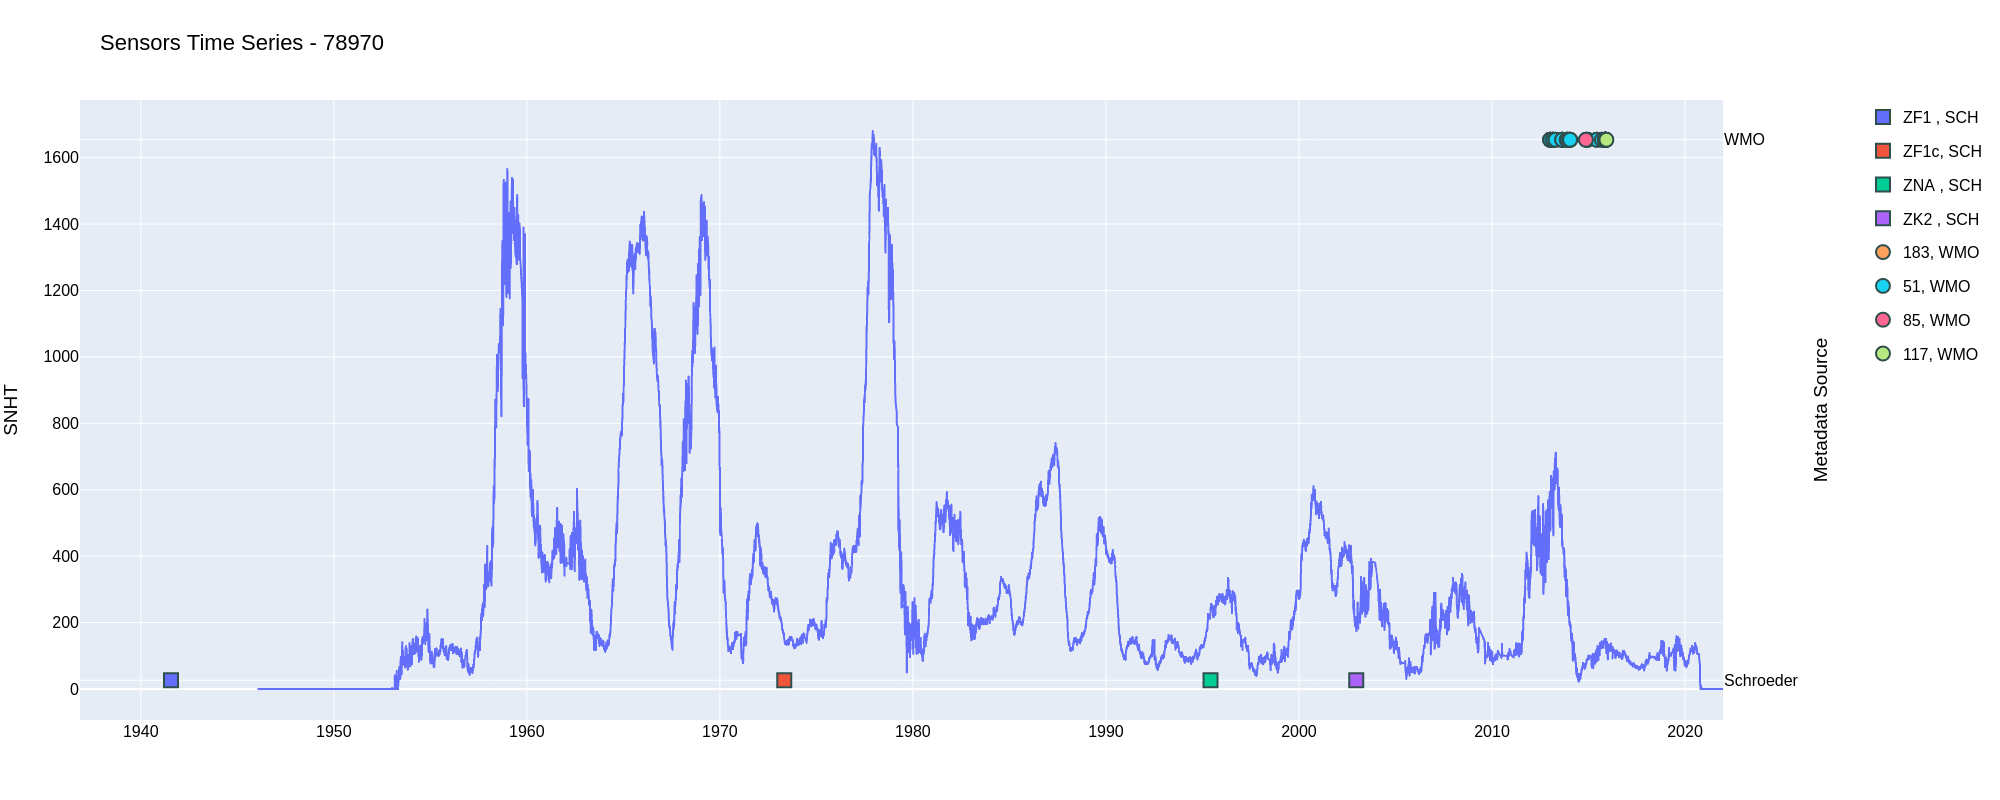 Sensors Time Series - 78970
SNHT
1600
1400
1200
1000
800
600
400
200
0
1940
1950
1960
1970
1980
1990
2000
2010
2020
WMO
Schroeder
Metadata Source
ZF1 , SCH
ZF1c, SCH
ZNA , SCH
ZK2 , SCH
183, WMO
51, WMO
85, WMO
117, WMO